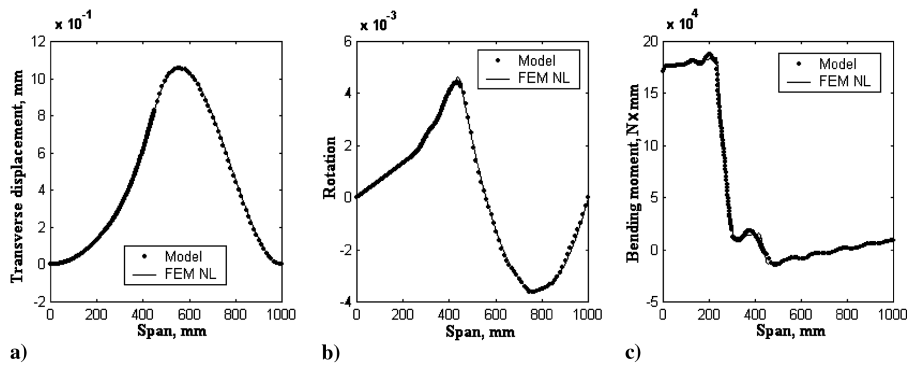 x 10⁻¹
12
10
8
6
4
2
0
-2
0 200 400 600 800 1000
Transverse displacement, mm
Span, mm
Model
FEM NL
a)
x 10⁻³
6
4
2
0
-2
-4
0 200 400 600 800 1000
Rotation
Span, mm
Model
FEM NL
b)
x 10⁴
20
15
10
5
0
-5
0 200 400 600 800 1000
Bending moment, Nxmm
Span, mm
Model
FEM NL
c)